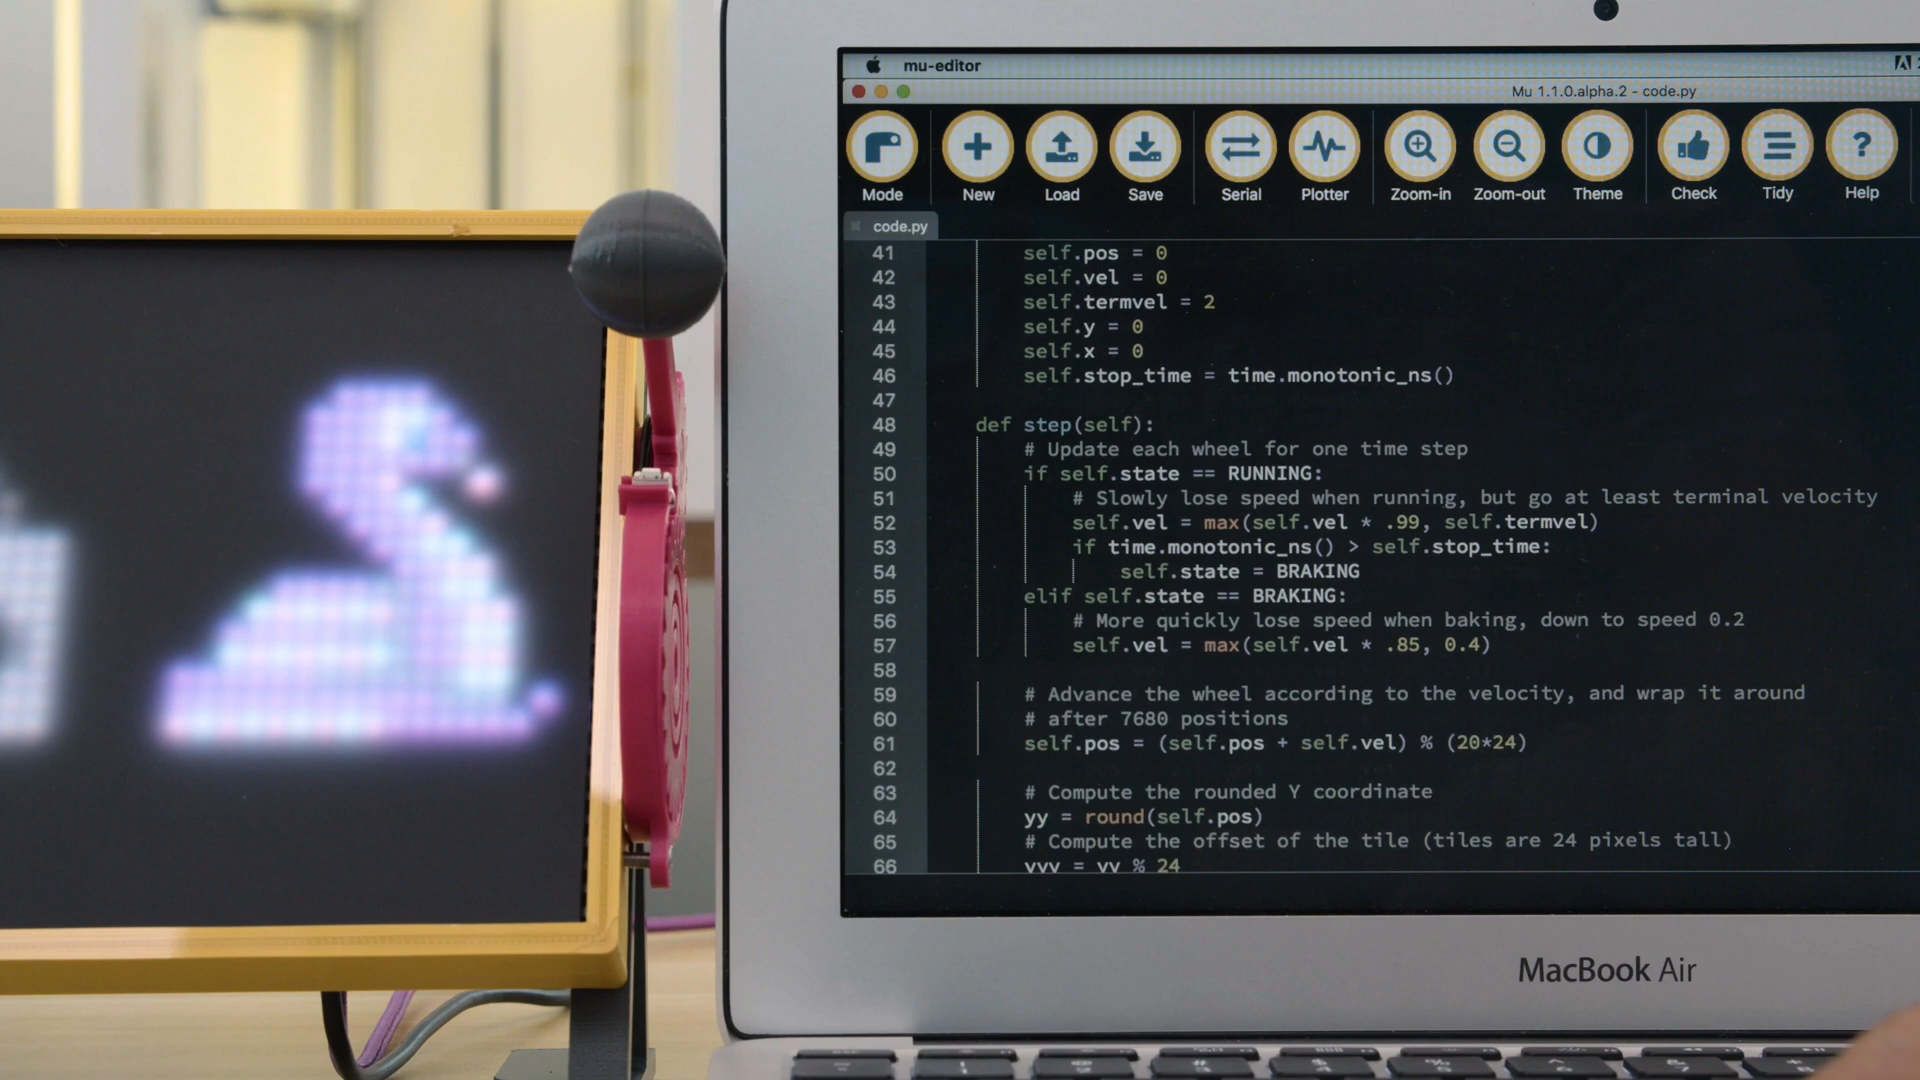 mu-editor
Mu 1.1.0.alpha.2 - code.py
Mode New Load Save Serial Plotter Zoom-in Zoom-out Theme Check Tidy Help
code.py
41 self.pos = 0
42 self.vel = 0
43 self.termvel = 2
44 self.y = 0
45 self.x = 0
46 self.stop_time = time.monotonic_ns()
47
48 def step(self):
49 # Update each wheel for one time step
50 if self.state == RUNNING:
51 # Slowly lose speed when running, but go at least terminal velocity
52 self.vel = max(self.vel * .99, self.termvel)
53 if time.monotonic_ns() > self.stop_time:
54 self.state = BRAKING
55 elif self.state == BRAKING:
56 # More quickly lose speed when baking, down to speed 0.2
57 self.vel = max(self.vel * .85, 0.4)
58
59 # Advance the wheel according to the velocity, and wrap it around
60 # after 7680 positions
61 self.pos = (self.pos + self.vel) % (20*24)
62
63 # Compute the rounded Y coordinate
64 yy = round(self.pos)
65 # Compute the offset of the tile (tiles are 24 pixels tall)
66 yyy = yy % 24
MacBook Air